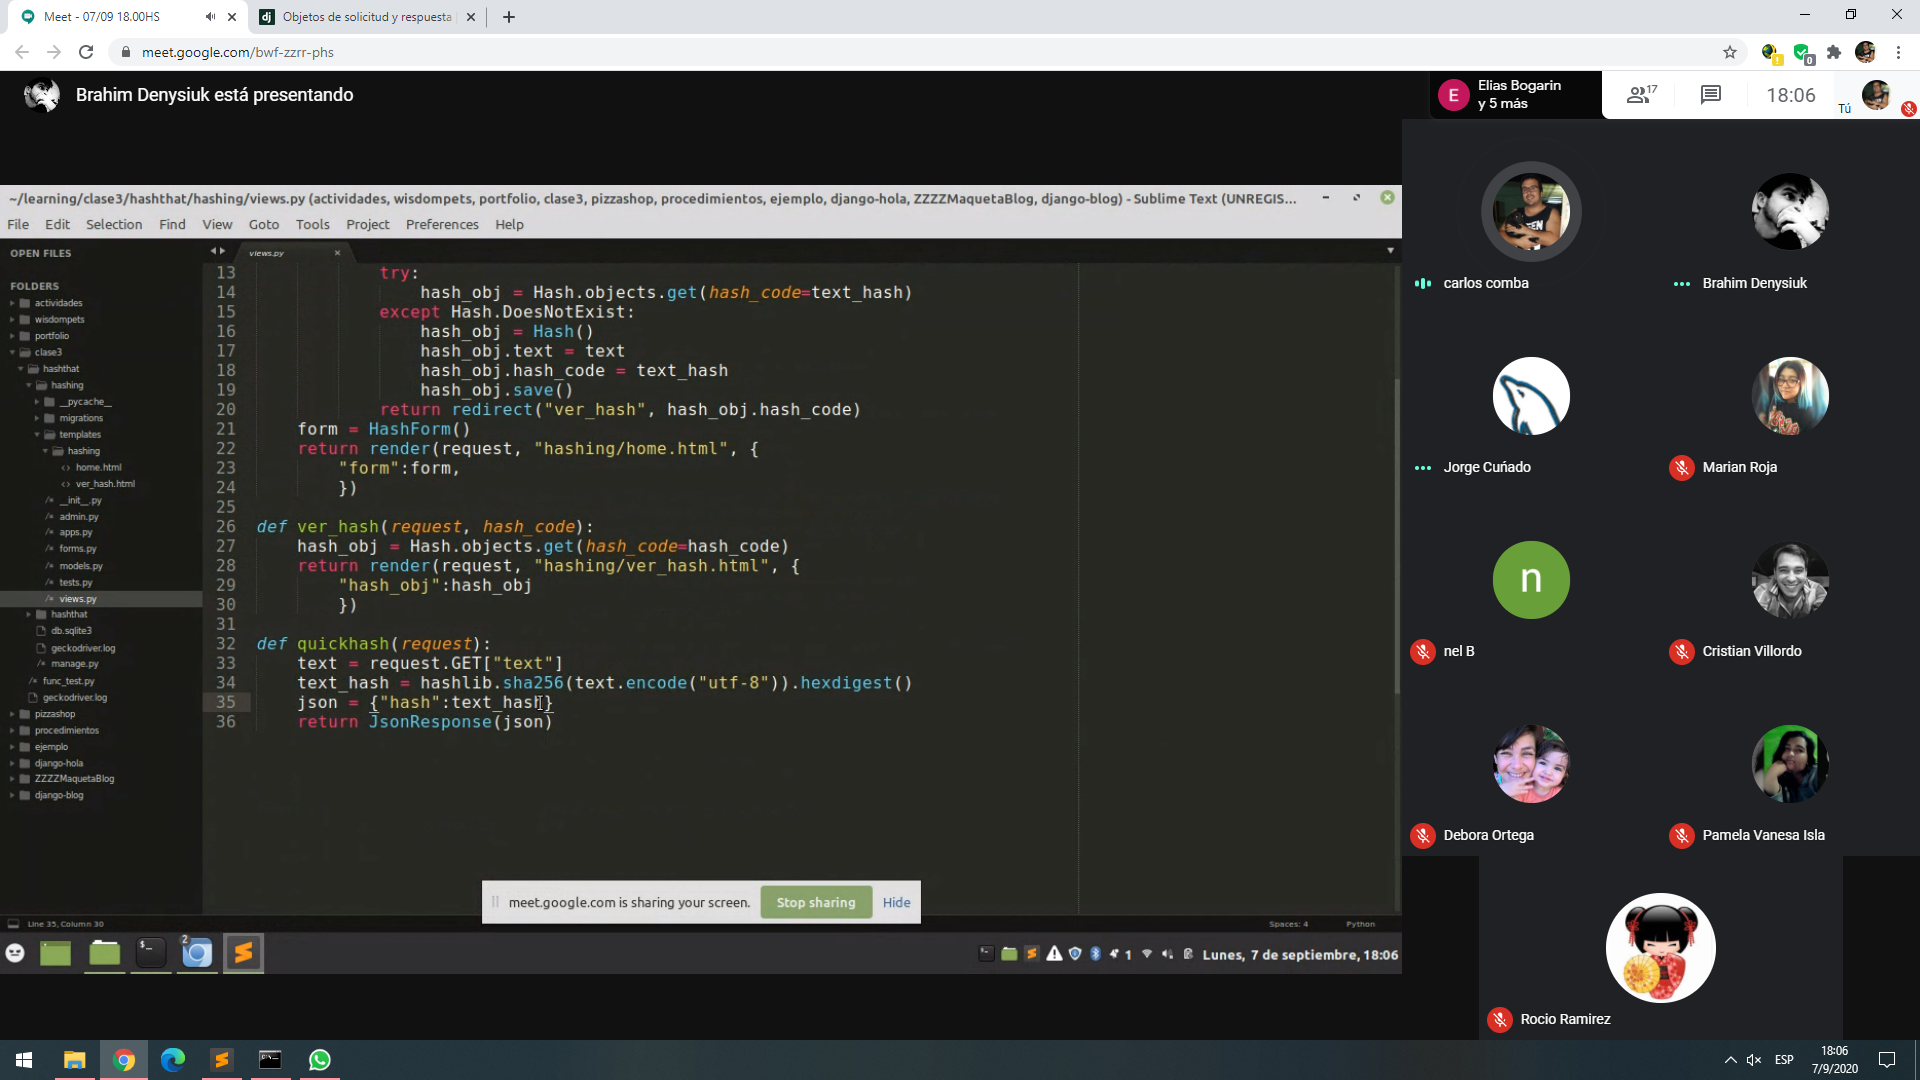 Meet - 07/09 18.00HS
Objetos de solicitud y respuesta
meet.google.com/bwf-zzrr-phs
Brahim Denysiuk está presentando
E
Elias Bogarin
y 5 más
17
18:06
Tú
~/learning/clase3/hashthat/hashing/views.py (actividades, wisdompets, portfolio, clase3, pizzashop, procedimientos, ejemplo, django-hola, ZZZZMaquetaBlog, django-blog) - Sublime Text (UNREGIS...
File Edit Selection Find View Goto Tools Project Preferences Help
OPEN FILES
FOLDERS
actividades
wisdompets
portfolio
clase3
hashthat
hashing
__pycache__
migrations
templates
hashing
home.html
ver_hash.html
__init__.py
admin.py
apps.py
forms.py
models.py
tests.py
views.py
hashthat
db.sqlite3
geckodriver.log
manage.py
func_test.py
geckodriver.log
pizzashop
procedimientos
ejemplo
django-hola
ZZZZMaquetaBlog
django-blog
views.py
13 try:
14 hash_obj = Hash.objects.get(hash_code=text_hash)
15 except Hash.DoesNotExist:
16 hash_obj = Hash()
17 hash_obj.text = text
18 hash_obj.hash_code = text_hash
19 hash_obj.save()
20 return redirect("ver_hash", hash_obj.hash_code)
21 form = HashForm()
22 return render(request, "hashing/home.html", {
23 "form":form,
24 })
25
26 def ver_hash(request, hash_code):
27 hash_obj = Hash.objects.get(hash_code=hash_code)
28 return render(request, "hashing/ver_hash.html", {
29 "hash_obj":hash_obj
30 })
31
32 def quickhash(request):
33 text = request.GET["text"]
34 text_hash = hashlib.sha256(text.encode("utf-8")).hexdigest()
35 json = {"hash":text_hash}
36 return JsonResponse(json)
meet.google.com is sharing your screen. Stop sharing Hide
Line 35, Column 30
Spaces: 4
Python
2
1
Lunes, 7 de septiembre, 18:06
carlos comba
Brahim Denysiuk
Jorge Cuñado
Marian Roja
n
nel B
Cristian Villordo
Debora Ortega
Pamela Vanesa Isla
Rocio Ramirez
ESP
18:06
7/9/2020